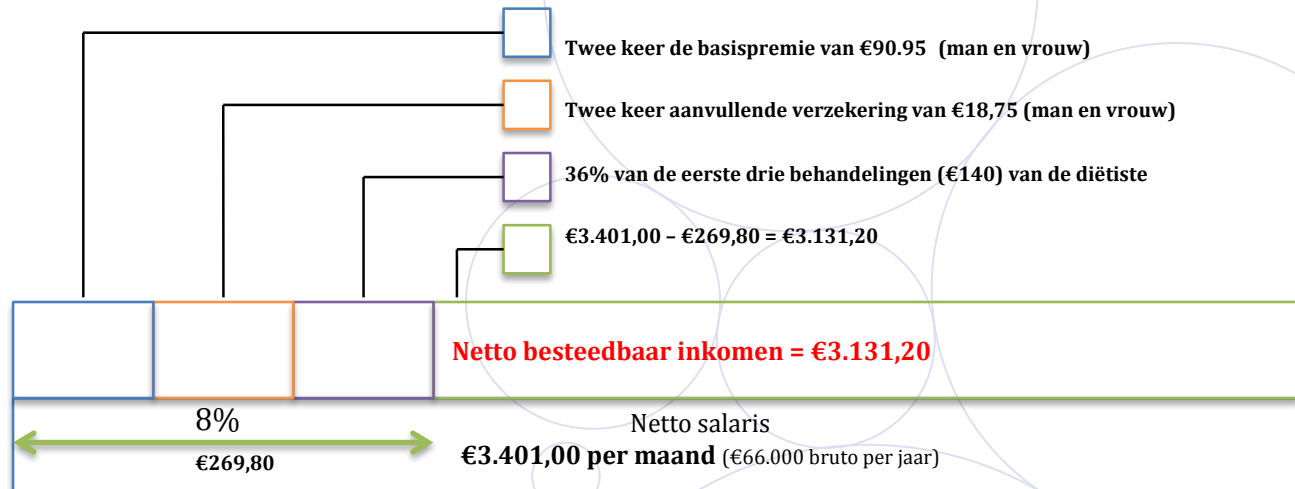 Twee keer de basispremie van €90.95 (man en vrouw)
Twee keer aanvullende verzekering van €18,75 (man en vrouw)
36% van de eerste drie behandelingen (€140) van de diëtiste
€3.401,00 – €269,80 = €3.131,20
Netto besteedbaar inkomen = €3.131,20
8%
€269,80
Netto salaris
€3.401,00 per maand (€66.000 bruto per jaar)